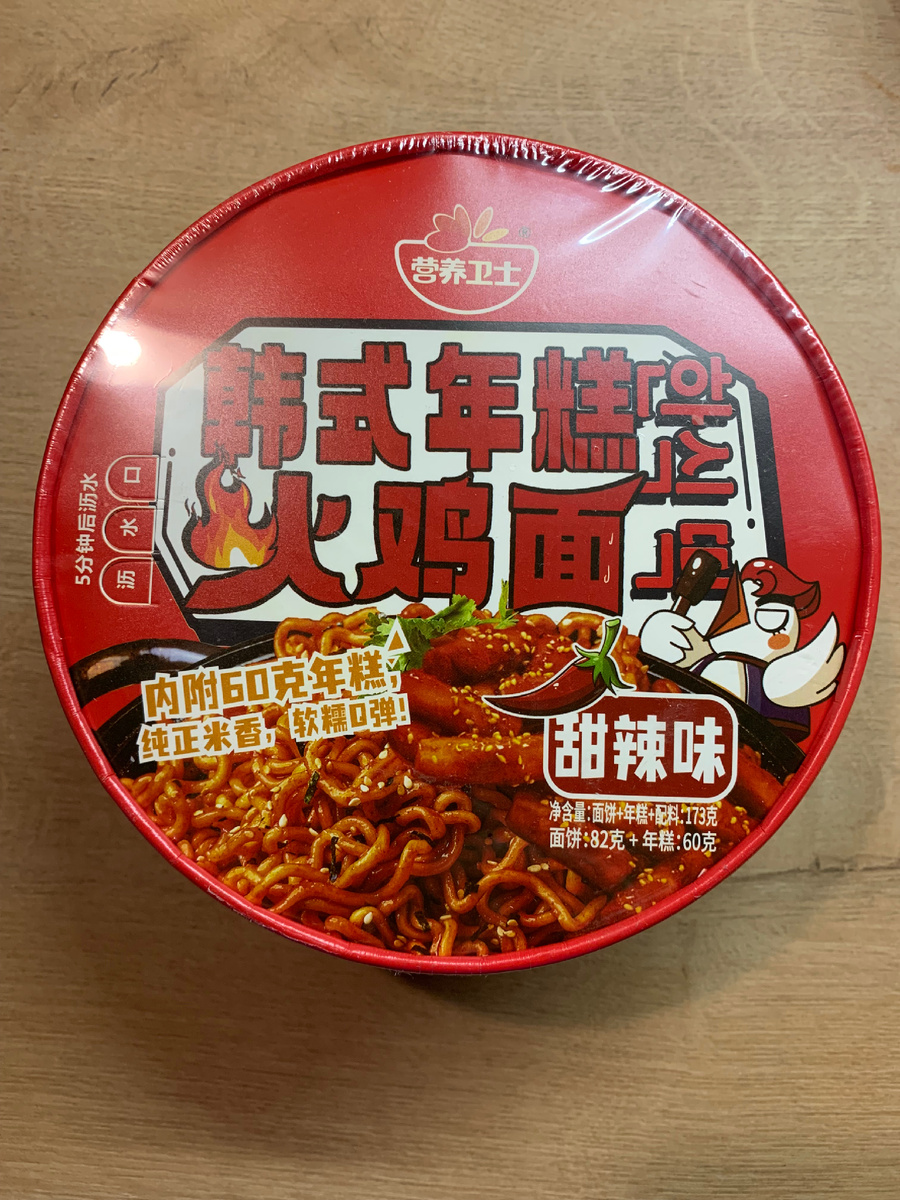 营养卫士
韩式年糕
火鸡面
한식떡
5分钟后沥水
沥水口
内附60克年糕,
纯正米香,软糯Q弹!
甜辣味
净含量:面饼+年糕+配料:173克
面饼:82克+年糕:60克